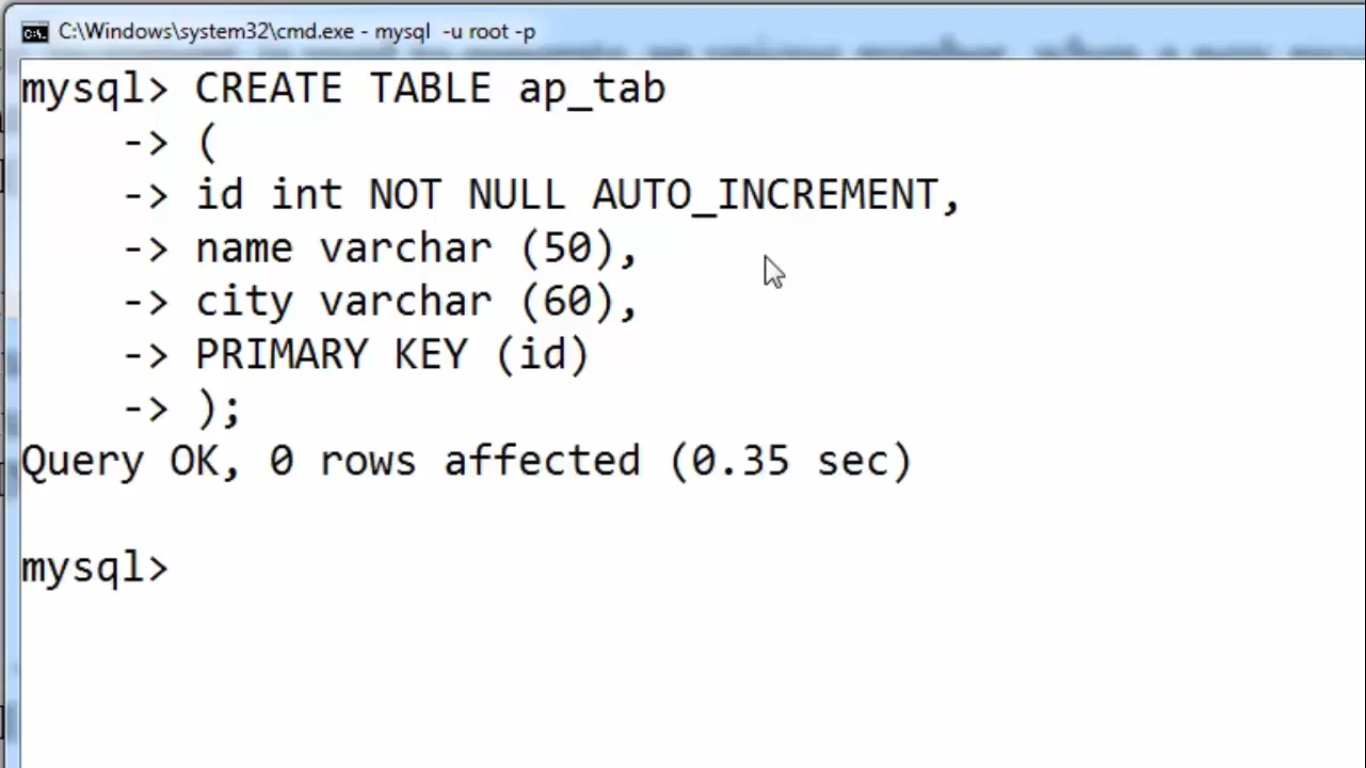 C:\Windows\system32\cmd.exe - mysql  -u root -p
mysql> CREATE TABLE ap_tab
    -> (
    -> id int NOT NULL AUTO_INCREMENT,
    -> name varchar (50),
    -> city varchar (60),
    -> PRIMARY KEY (id)
    -> );
Query OK, 0 rows affected (0.35 sec)
mysql>